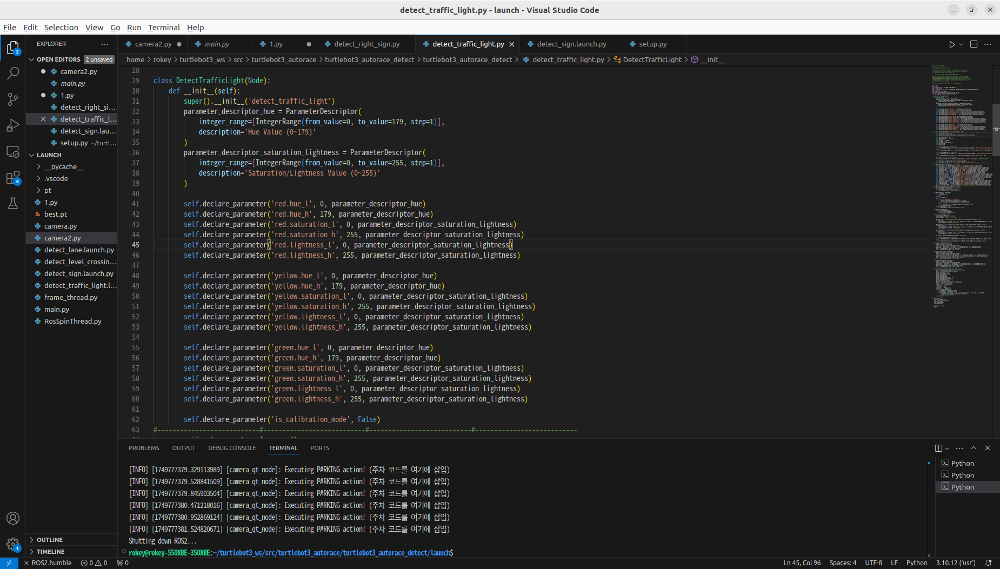 detect_traffic_light.py - launch - Visual Studio Code
File Edit Selection View Go Run Terminal Help
EXPLORER
camera2.py main.py 1.py detect_right_sign.py detect_traffic_light.py detect_sign.launch.py setup.py
home > rokey > turtlebot3_ws > src > turtlebot3_autorace > turtlebot3_autorace_detect > turtlebot3_autorace_detect > detect_traffic_light.py > DetectTrafficLight > __init__
OPEN EDITORS 2 unsaved
camera2.py
main.py
1.py
detect_right_si...
detect_traffic_l...
detect_sign.lau...
setup.py ~/turtl...
LAUNCH
__pycache__
.vscode
pt
1.py
best.pt
camera.py
camera2.py
detect_lane.launch.py
detect_level_crossin...
detect_sign.launch.py
detect_traffic_light.l...
frame_thread.py
main.py
RosSpinThread.py
OUTLINE
TIMELINE
2
4
1
28
29 class DetectTrafficLight(Node):
30 def __init__(self):
31 super().__init__('detect_traffic_light')
32 parameter_descriptor_hue = ParameterDescriptor(
33 integer_range=[IntegerRange(from_value=0, to_value=179, step=1)],
34 description='Hue Value (0~179)'
35 )
36 parameter_descriptor_saturation_lightness = ParameterDescriptor(
37 integer_range=[IntegerRange(from_value=0, to_value=255, step=1)],
38 description='Saturation/Lightness Value (0~255)'
39 )
40
41 self.declare_parameter('red.hue_l', 0, parameter_descriptor_hue)
42 self.declare_parameter('red.hue_h', 179, parameter_descriptor_hue)
43 self.declare_parameter('red.saturation_l', 0, parameter_descriptor_saturation_lightness)
44 self.declare_parameter('red.saturation_h', 255, parameter_descriptor_saturation_lightness)
45 self.declare_parameter('red.lightness_l', 0, parameter_descriptor_saturation_lightness)
46 self.declare_parameter('red.lightness_h', 255, parameter_descriptor_saturation_lightness)
47
48 self.declare_parameter('yellow.hue_l', 0, parameter_descriptor_hue)
49 self.declare_parameter('yellow.hue_h', 179, parameter_descriptor_hue)
50 self.declare_parameter('yellow.saturation_l', 0, parameter_descriptor_saturation_lightness)
51 self.declare_parameter('yellow.saturation_h', 255, parameter_descriptor_saturation_lightness)
52 self.declare_parameter('yellow.lightness_l', 0, parameter_descriptor_saturation_lightness)
53 self.declare_parameter('yellow.lightness_h', 255, parameter_descriptor_saturation_lightness)
54
55 self.declare_parameter('green.hue_l', 0, parameter_descriptor_hue)
56 self.declare_parameter('green.hue_h', 179, parameter_descriptor_hue)
57 self.declare_parameter('green.saturation_l', 0, parameter_descriptor_saturation_lightness)
58 self.declare_parameter('green.saturation_h', 255, parameter_descriptor_saturation_lightness)
59 self.declare_parameter('green.lightness_l', 0, parameter_descriptor_saturation_lightness)
60 self.declare_parameter('green.lightness_h', 255, parameter_descriptor_saturation_lightness)
61
62 self.declare_parameter('is_calibration_mode', False)
63 #---------------------------#---------------------------#---------------------------#---------------------------
PROBLEMS OUTPUT DEBUG CONSOLE TERMINAL PORTS
[INFO] [1749777379.329113989] [camera_qt_node]: Executing PARKING action! (주차 코드를 여기에 삽입)
[INFO] [1749777379.528841509] [camera_qt_node]: Executing PARKING action! (주차 코드를 여기에 삽입)
[INFO] [1749777379.845903504] [camera_qt_node]: Executing PARKING action! (주차 코드를 여기에 삽입)
[INFO] [1749777380.471218016] [camera_qt_node]: Executing PARKING action! (주차 코드를 여기에 삽입)
[INFO] [1749777380.952869124] [camera_qt_node]: Executing PARKING action! (주차 코드를 여기에 삽입)
[INFO] [1749777381.524820671] [camera_qt_node]: Executing PARKING action! (주차 코드를 여기에 삽입)
Shutting down ROS2...
rokey@rokey-550XBE-350XBE:~/turtlebot3_ws/src/turtlebot3_autorace/turtlebot3_autorace_detect/launch$
Python
Python
Python
ROS2.humble 0 0 0 Ln 45, Col 96 Spaces: 4 UTF-8 LF Python 3.10.12 ('usr')